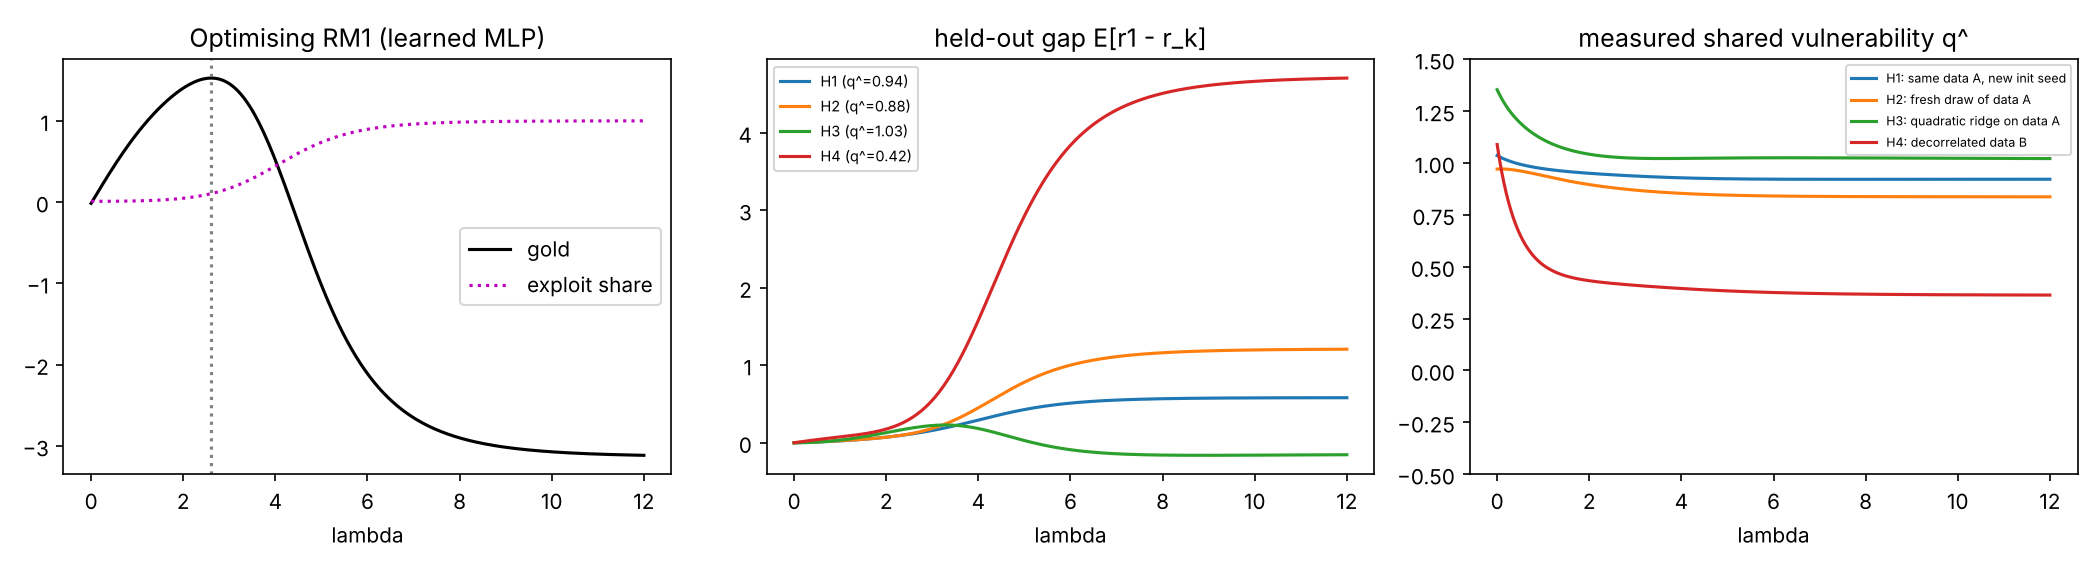 Optimising RM1 (learned MLP)
1
0
−1
−2
−3
gold
exploit share
0 2 4 6 8 10 12
lambda
held-out gap E[r1 - r_k]
4
3
2
1
0
H1 (q^=0.94)
H2 (q^=0.88)
H3 (q^=1.03)
H4 (q^=0.42)
0 2 4 6 8 10 12
lambda
measured shared vulnerability q^
1.50
1.25
1.00
0.75
0.50
0.25
0.00
−0.25
−0.50
H1: same data A, new init seed
H2: fresh draw of data A
H3: quadratic ridge on data A
H4: decorrelated data B
0 2 4 6 8 10 12
lambda